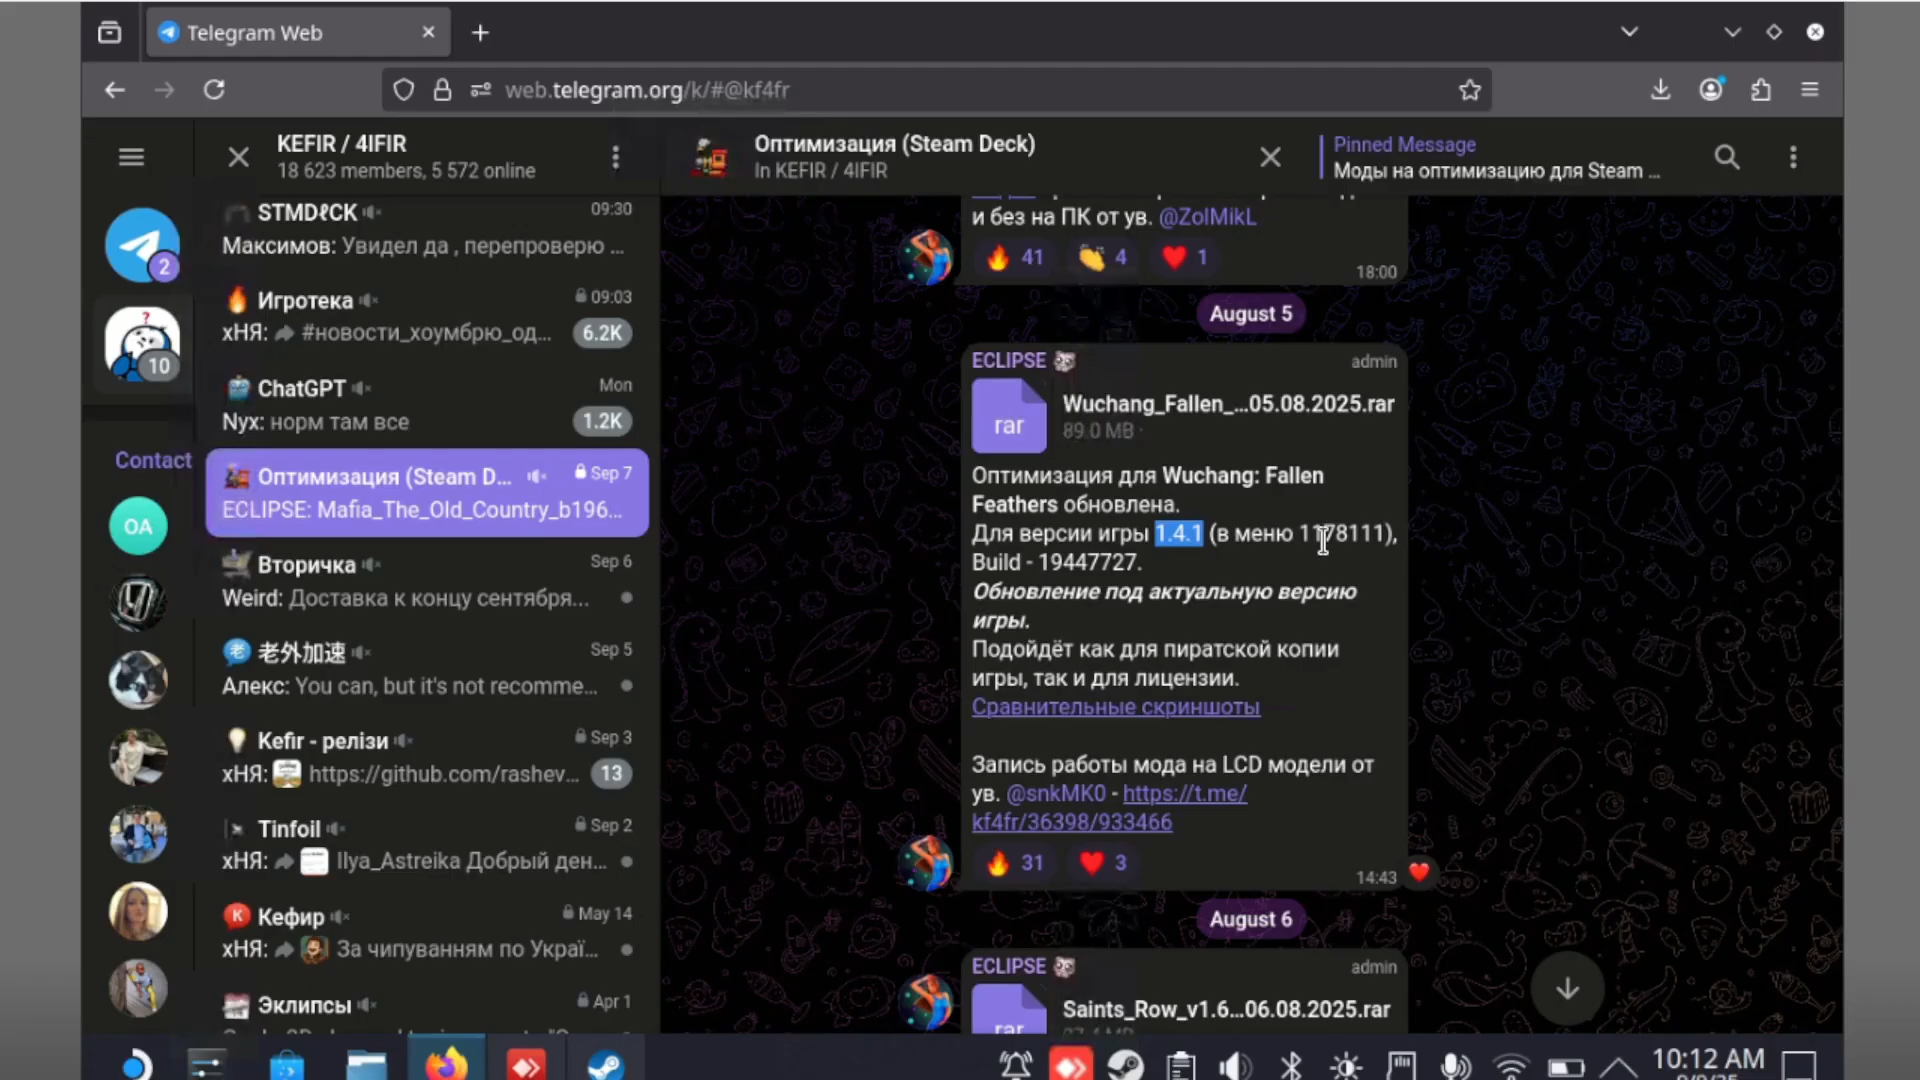 Telegram Web
web.telegram.org/k/#@kf4fr
KEFIR / 4IFIR
18 623 members, 5 572 online
Оптимизация (Steam Deck)
In KEFIR / 4IFIR
Pinned Message
Моды на оптимизацию для Steam ...
2
10
Contact
OA
STMDℓCK
09:30
Максимов: Увидел да , перепроверю ...
Игротека
09:03
хНЯ: #новости_хоумбрю_од...
6.2K
ChatGPT
Mon
Nyx: норм там все
1.2K
Оптимизация (Steam D...
Sep 7
ECLIPSE: Mafia_The_Old_Country_b196...
Вторичка
Sep 6
Weird: Доставка к концу сентября...
老 老外加速
Sep 5
Алекс: You can, but it's not recomme...
Kefir - релізи
Sep 3
хНЯ: https://github.com/rashev...
13
Tinfoil
Sep 2
хНЯ: Ilya_Astreika Добрый ден...
K Кефир
May 14
хНЯ: За чипуванням по Украї...
Эклипсы
Apr 1
и без на ПК от ув. @ZolMikL
41 4 1
18:00
August 5
ECLIPSE
admin
rar
Wuchang_Fallen_...05.08.2025.rar
89.0 MB ·
Оптимизация для Wuchang: Fallen
Feathers обновлена.
Для версии игры 1.4.1 (в меню 1178111),
Build - 19447727.
Обновление под актуальную версию
игры.
Подойдёт как для пиратской копии
игры, так и для лицензии.
Сравнительные скриншоты
Запись работы мода на LCD модели от
ув. @snkMK0 - https://t.me/
kf4fr/36398/933466
31 3
14:43
August 6
ECLIPSE
admin
rar
Saints_Row_v1.6...06.08.2025.rar
10:12 AM